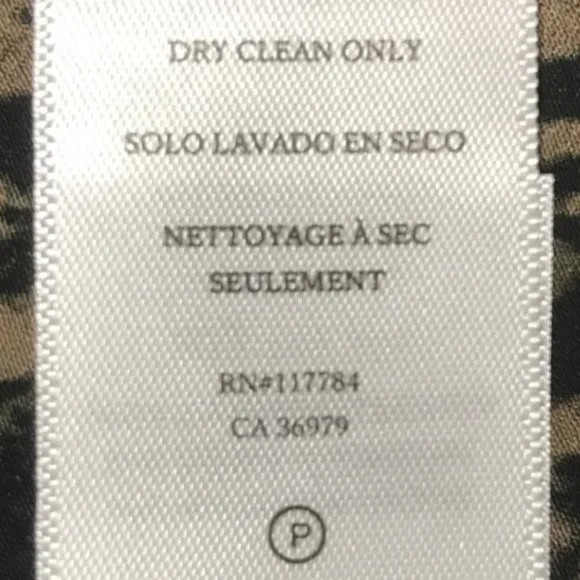 DRY CLEAN ONLY
SOLO LAVADO EN SECO
NETTOYAGE À SEC
SEULEMENT
RN#117784
CA 36979
P